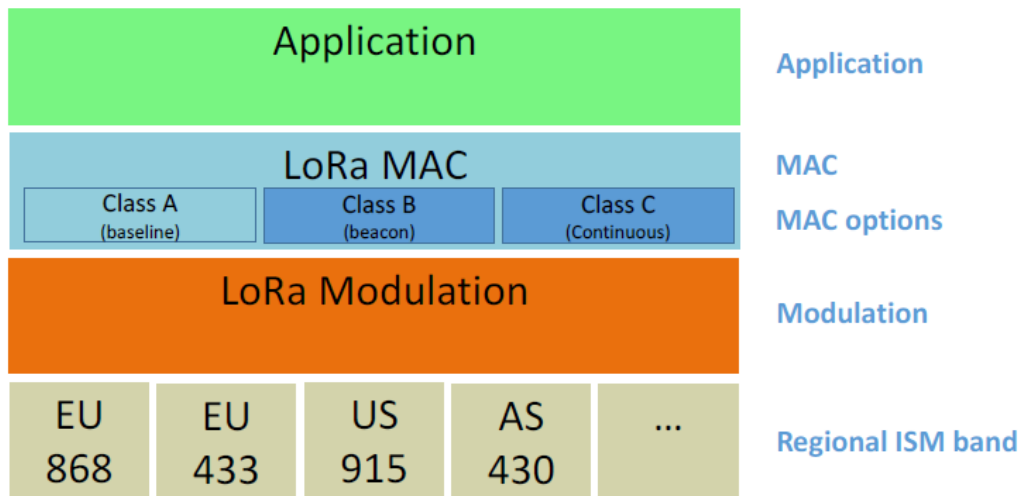 Application
Application
LoRa MAC
MAC
Class A
(baseline)
Class B
(beacon)
Class C
(Continuous)
MAC options
LoRa Modulation
Modulation
EU
868
EU
433
US
915
AS
430
...
Regional ISM band